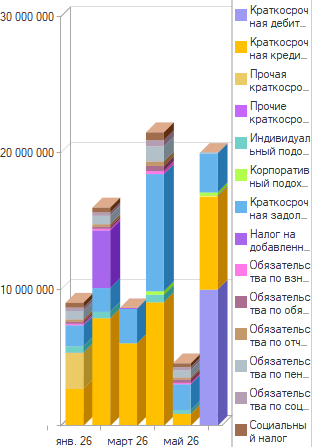 30 000 000
20 000 000
10 000 000
янв. 26
март 26
май 26
Краткосроч
ная дебит...
Краткосроч
ная креди...
Прочая
краткосро...
Прочие
краткосро...
Индивидуал
ьный подо...
Корпоратив
ный подох...
Краткосроч
ная задол...
Налог на
добавленн...
Обязательс
тва по взн...
Обязательс
тва по обя...
Обязательс
тва по отч...
Обязательс
тва по пен...
Обязательс
тва по соц...
Социальны
й налог